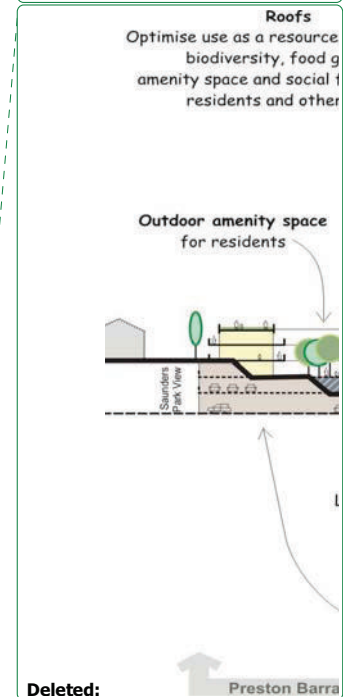 Roofs
Optimise use as a resource
biodiversity, food g
amenity space and social f
residents and other
Outdoor amenity space
for residents
Saunders
Park View
L
Deleted:
Preston Barra